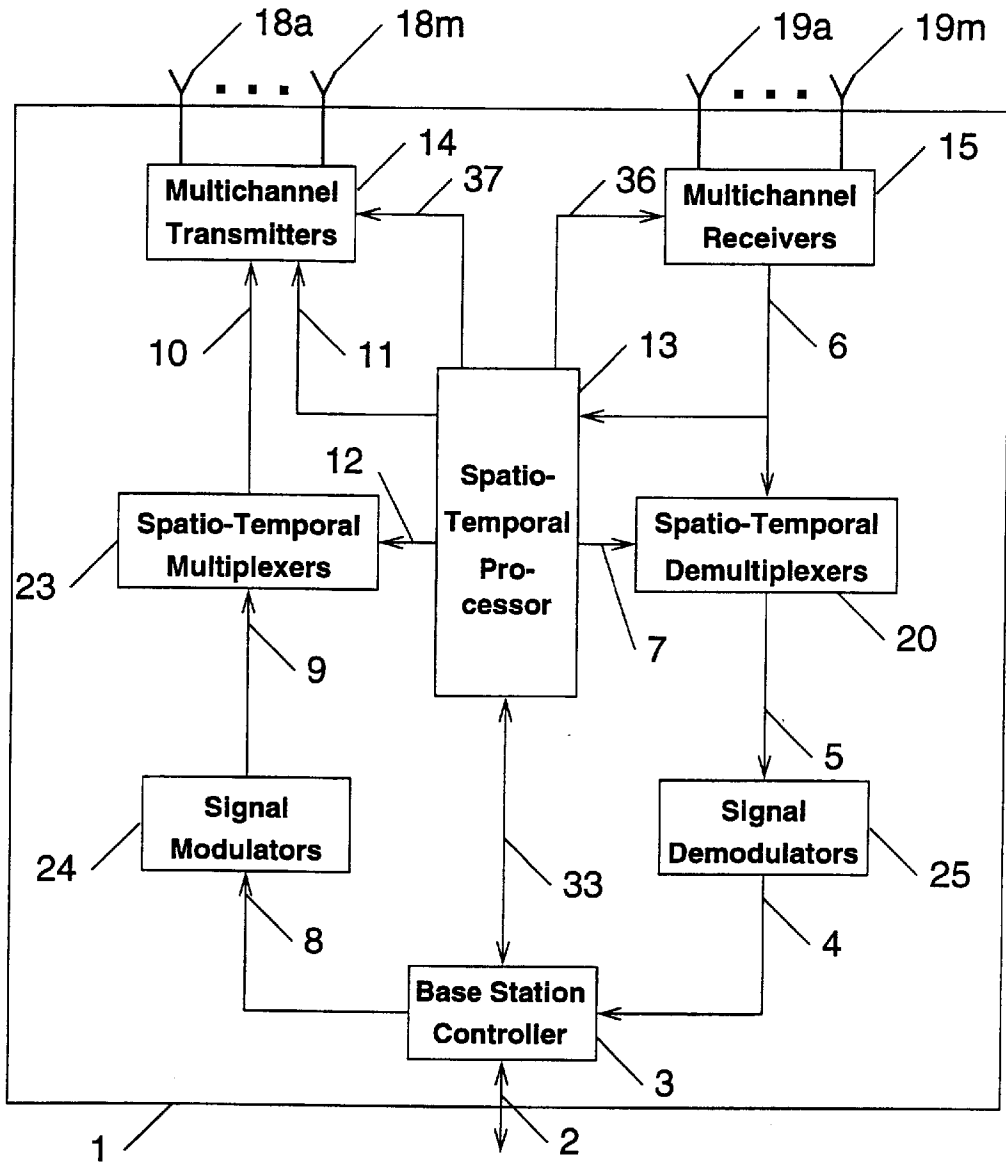 18a 18m 19a 19m
14 15
37 36
Multichannel
Transmitters
Multichannel
Receivers
10 11 13 6
12
Spatio-
Temporal
Pro-
cessor
Spatio-Temporal
Multiplexers
Spatio-Temporal
Demultiplexers
23 9 7 20
5
Signal
Modulators
Signal
Demodulators
24 8 33 4 25
Base Station
Controller
3
1 2